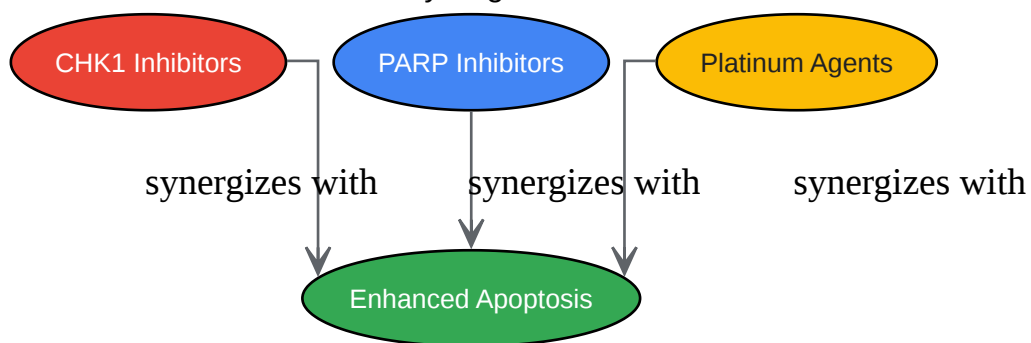 CHK1 Inhibitors PARP Inhibitors Platinum Agents
synergizes with synergizes with synergizes with
Enhanced Apoptosis